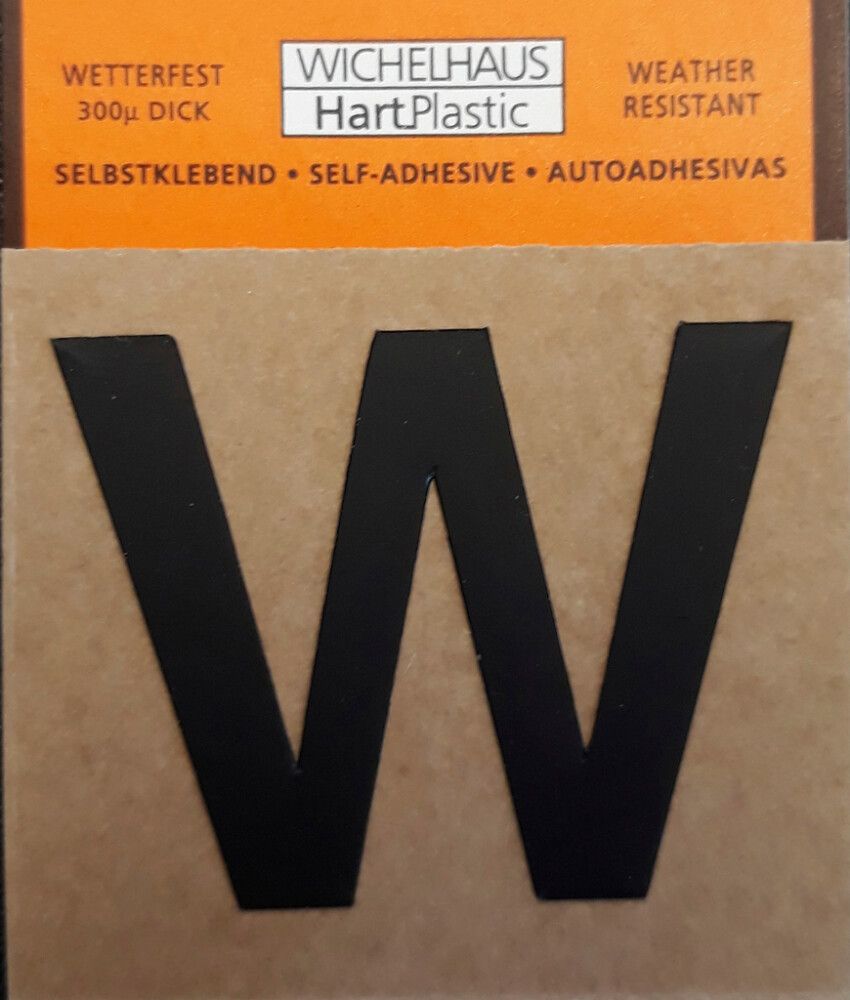 WETTERFEST
300µ DICK
WICHELHAUS
HartPlastic
WEATHER
RESISTANT
SELBSTKLEBEND • SELF-ADHESIVE • AUTOADHESIVAS
W